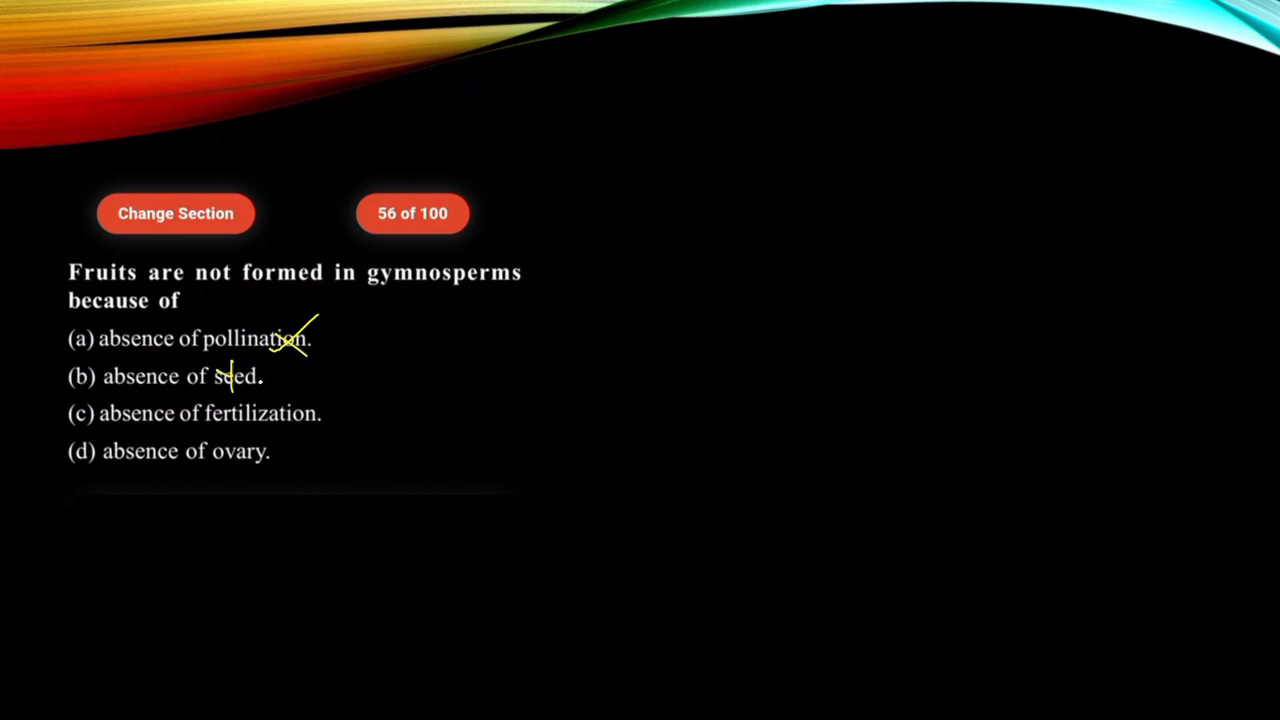 Change Section
56 of 100
Fruits are not formed in gymnosperms
because of
(a) absence of pollination.
(b) absence of seed.
(c) absence of fertilization.
(d) absence of ovary.